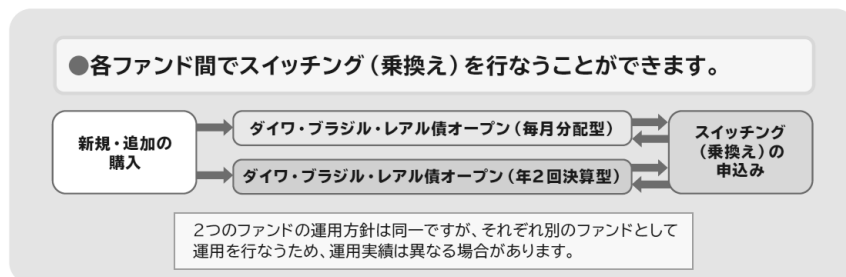 ●各ファンド間でスイッチング（乗換え）を行なうことができます。
新規・追加の
購入
ダイワ・ブラジル・レアル債オープン（毎月分配型）
ダイワ・ブラジル・レアル債オープン（年２回決算型）
スイッチング
（乗換え）の
申込み
２つのファンドの運用方針は同一ですが、それぞれ別のファンドとして
運用を行なうため、運用実績は異なる場合があります。